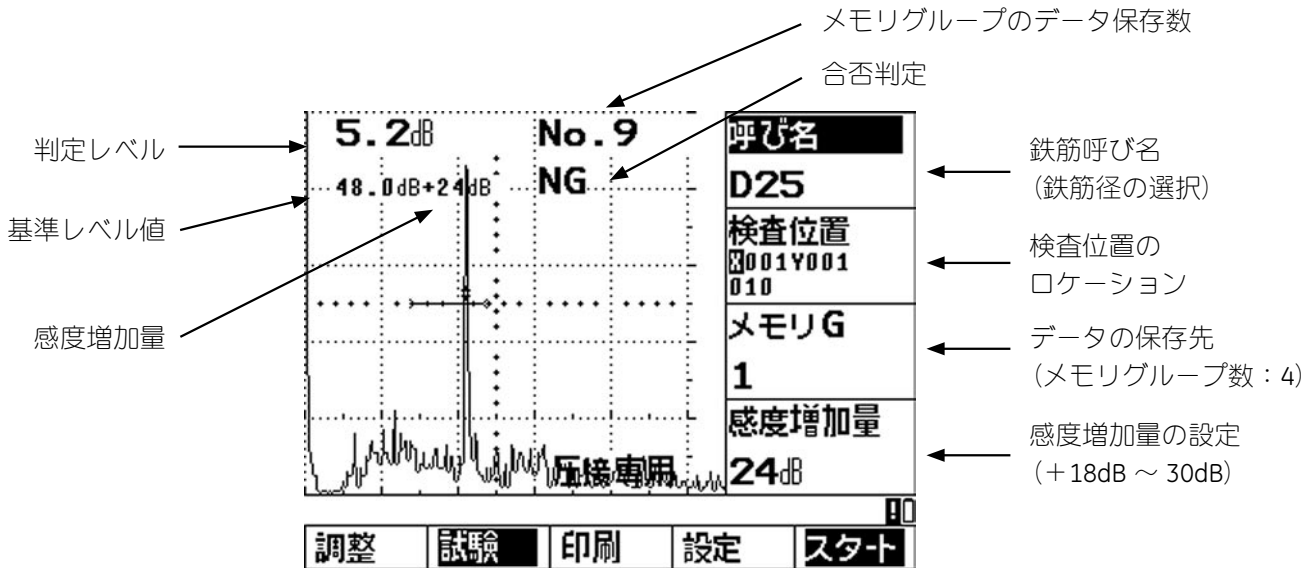 メモリグループのデータ保存数
合否判定
判定レベル
基準レベル値
感度増加量
5.2dB
No.9
48.0dB+24dB
NG
圧接専用
呼び名
D25
検査位置
X001Y001
010
メモリG
1
感度増加量
24dB
調整
試験
印刷
設定
スタート
鉄筋呼び名
（鉄筋径の選択）
検査位置の
ロケーション
データの保存先
（メモリグループ数：4）
感度増加量の設定
（＋18dB ～ 30dB）